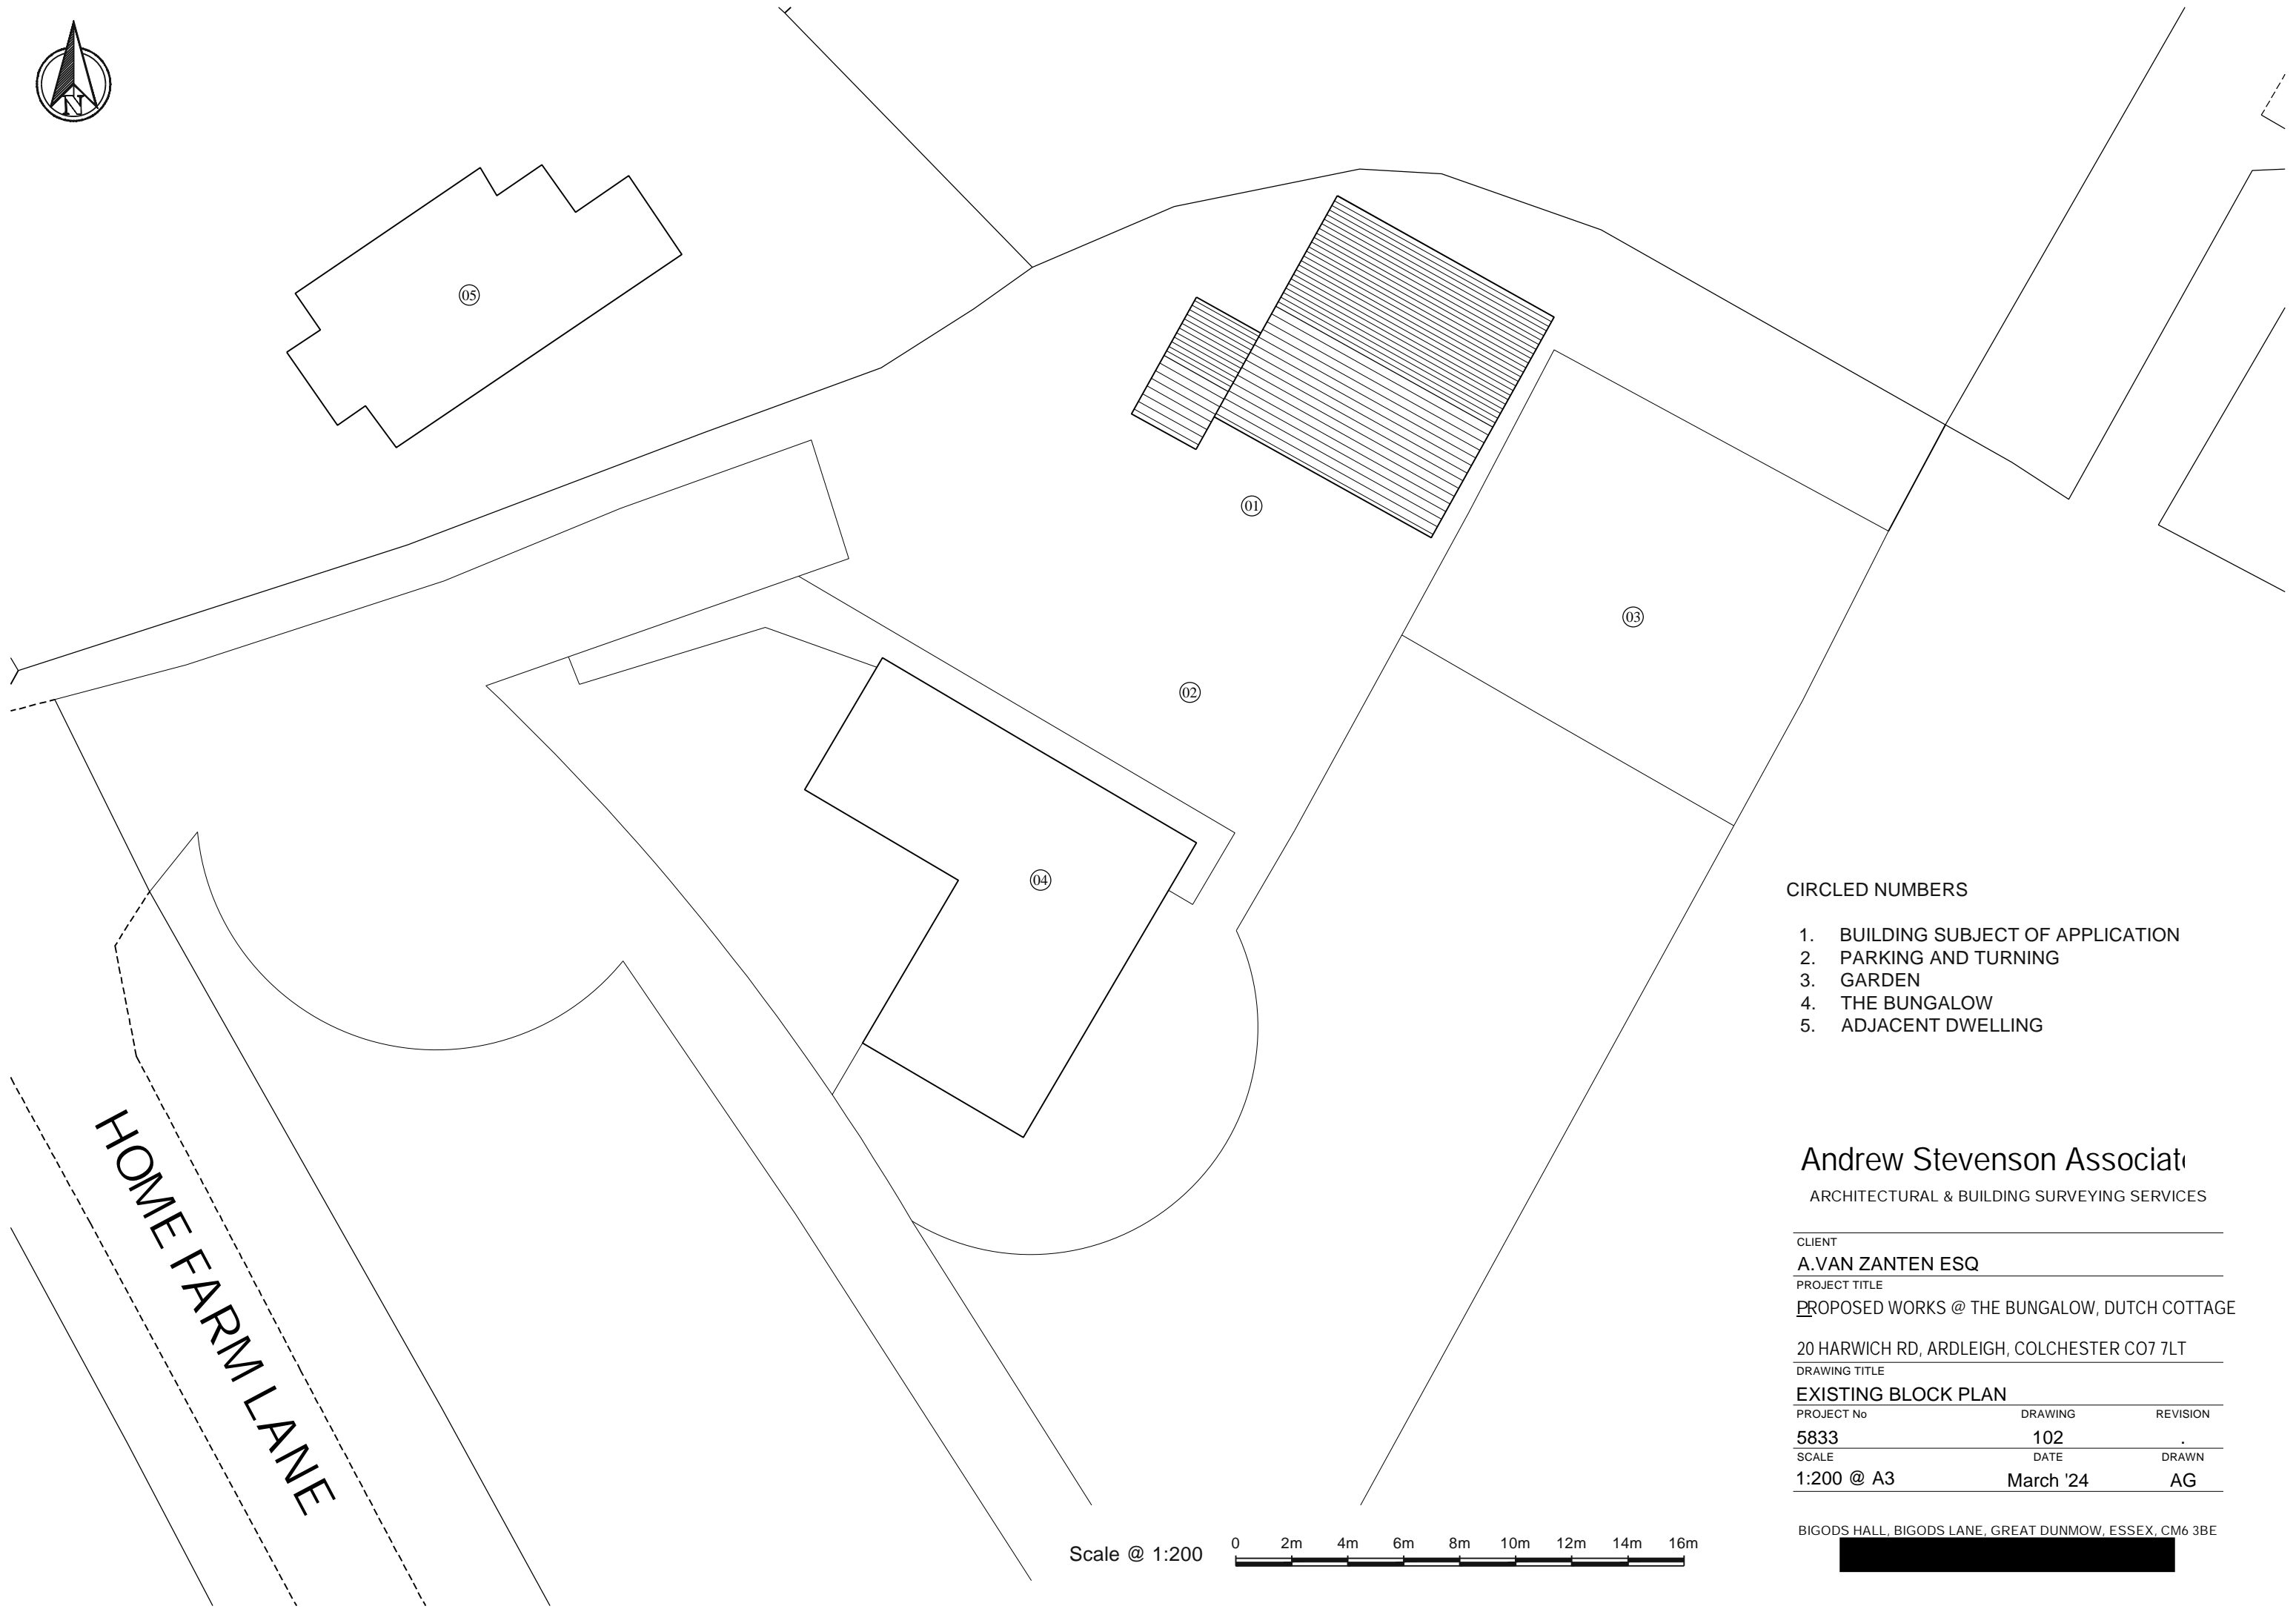 N
05
01
03
02
04
CIRCLED NUMBERS
1. BUILDING SUBJECT OF APPLICATION
2. PARKING AND TURNING
3. GARDEN
4. THE BUNGALOW
5. ADJACENT DWELLING
HOME FARM LANE
Andrew Stevenson Associat
ARCHITECTURAL & BUILDING SURVEYING SERVICES
CLIENT
A.VAN ZANTEN ESQ
PROJECT TITLE
PROPOSED WORKS @ THE BUNGALOW, DUTCH COTTAGE
20 HARWICH RD, ARDLEIGH, COLCHESTER CO7 7LT
DRAWING TITLE
EXISTING BLOCK PLAN
PROJECT No DRAWING REVISION
5833 102 .
SCALE DATE DRAWN
1:200 @ A3 March '24 AG
BIGODS HALL, BIGODS LANE, GREAT DUNMOW, ESSEX, CM6 3BE
Scale @ 1:200 0 2m 4m 6m 8m 10m 12m 14m 16m